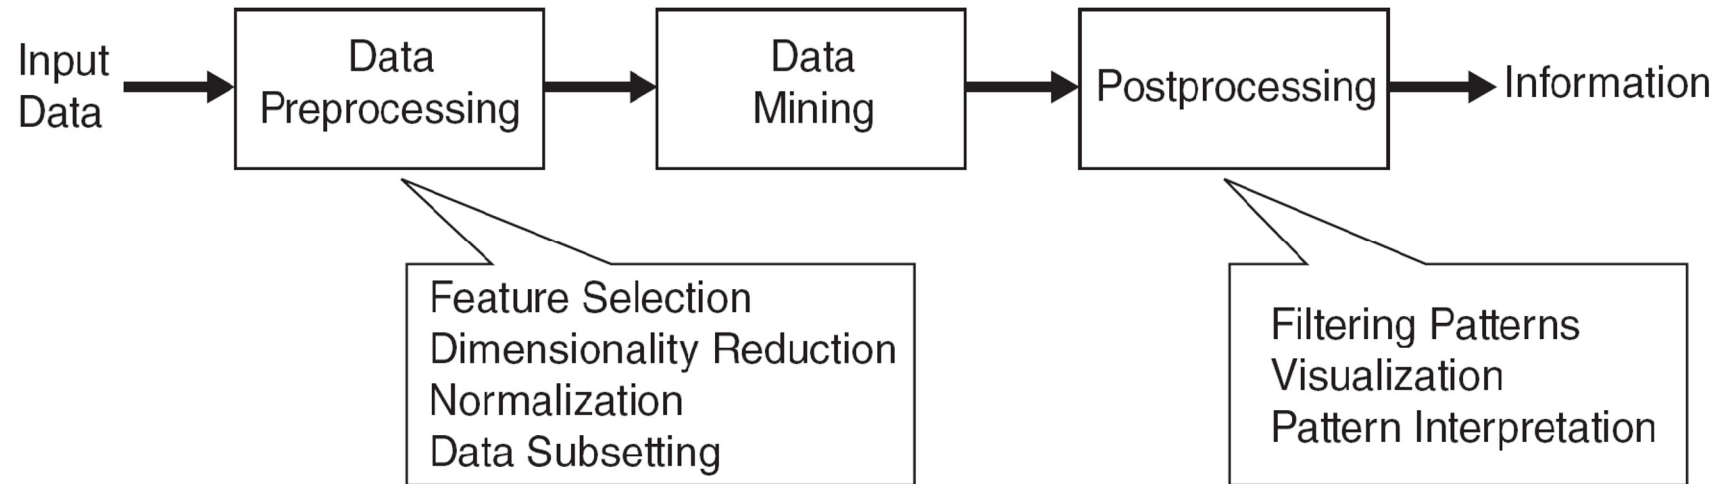 Input
Data
Data
Preprocessing
Data
Mining
Postprocessing
Information
Feature Selection
Dimensionality Reduction
Normalization
Data Subsetting
Filtering Patterns
Visualization
Pattern Interpretation